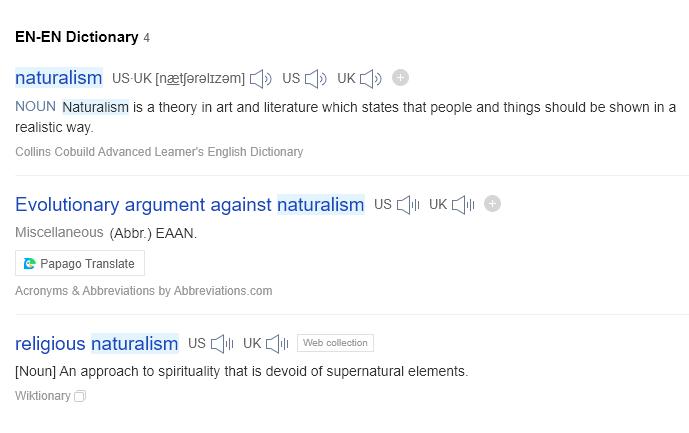 EN-EN Dictionary 4
naturalism US·UK [nætʃərəlɪzəm] US UK
NOUN Naturalism is a theory in art and literature which states that people and things should be shown in a
realistic way.
Collins Cobuild Advanced Learner's English Dictionary
Evolutionary argument against naturalism US UK
Miscellaneous (Abbr.) EAAN.
Papago Translate
Acronyms & Abbreviations by Abbreviations.com
religious naturalism US UK Web collection
[Noun] An approach to spirituality that is devoid of supernatural elements.
Wiktionary